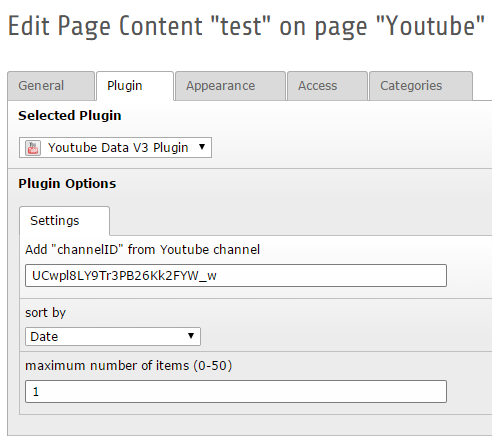 Edit Page Content "test" on page "Youtube"
General Plugin Appearance Access Categories
Selected Plugin
Youtube Data V3 Plugin
Plugin Options
Settings
Add "channelID" from Youtube channel
UCwpl8LY9Tr3PB26Kk2FYW_w
sort by
Date
maximum number of items (0-50)
1